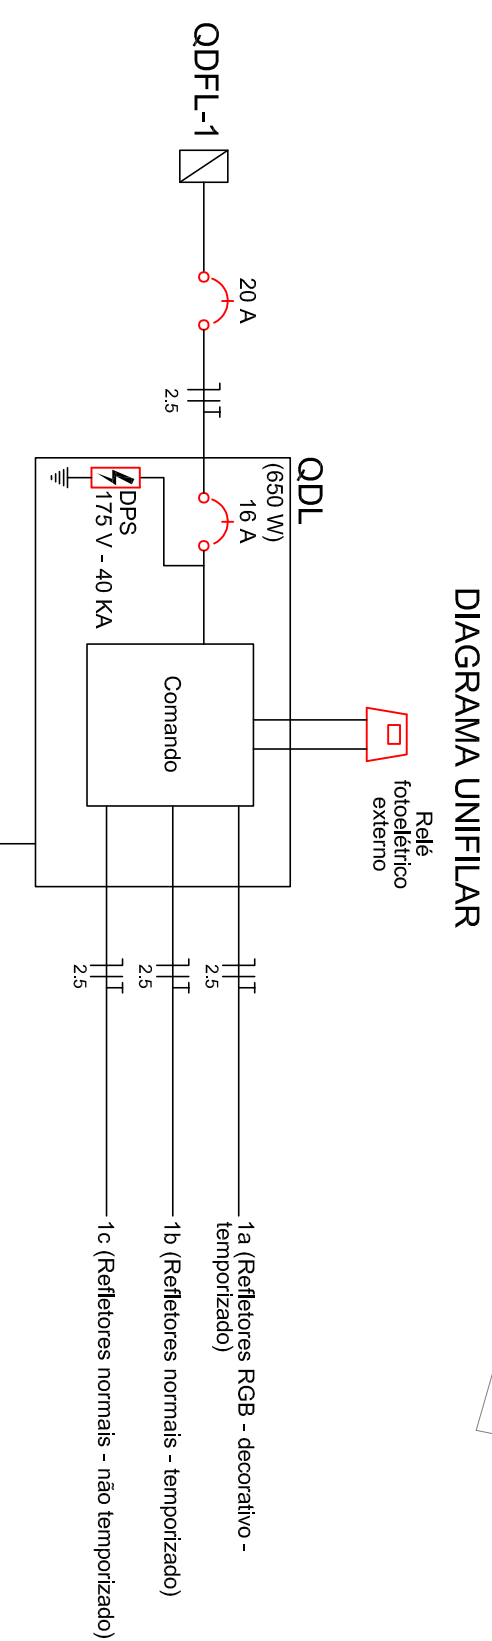 DIAGRAMA UNIFILAR
Relé
fotoelétrico
externo
QDFL-1
20 A
2.5
QDL
(650 W)
16 A
DPS
175 V - 40 KA
Comando
2.5
1a (Refletores RGB - decorativo -
temporizado)
2.5
1b (Refletores normais - temporizado)
2.5
1c (Refletores normais - não temporizado)